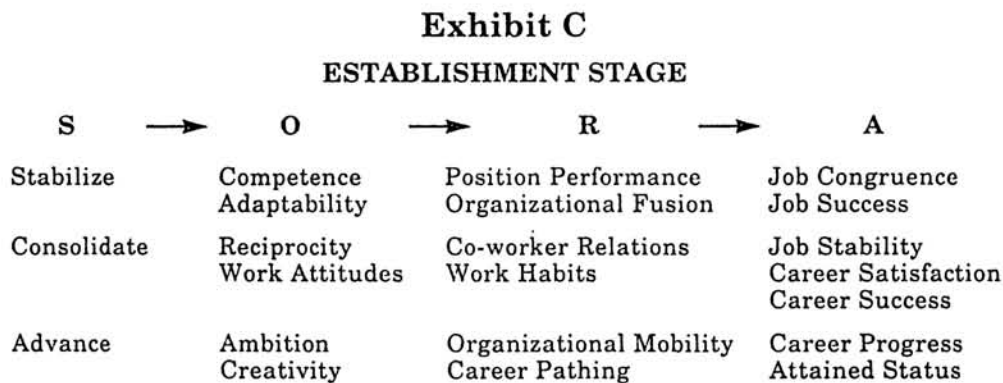 Exhibit C
ESTABLISHMENT STAGE
S → O → R → A
Stabilize Competence Position Performance Job Congruence
Adaptability Organizational Fusion Job Success
Consolidate Reciprocity Co-worker Relations Job Stability
Work Attitudes Work Habits Career Satisfaction
Career Success
Advance Ambition Organizational Mobility Career Progress
Creativity Career Pathing Attained Status